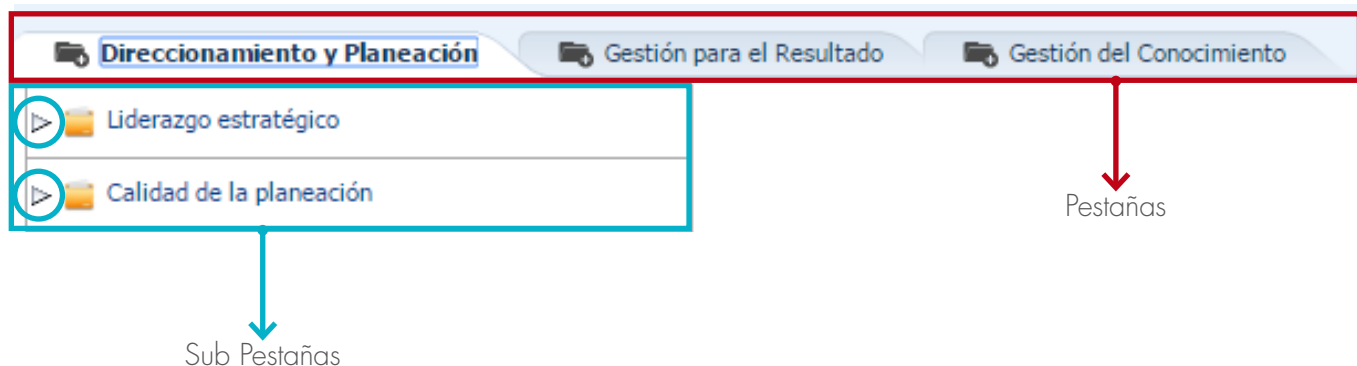 Direccionamiento y Planeación Gestión para el Resultado Gestión del Conocimiento
Liderazgo estratégico
Calidad de la planeación
Pestañas
Sub Pestañas